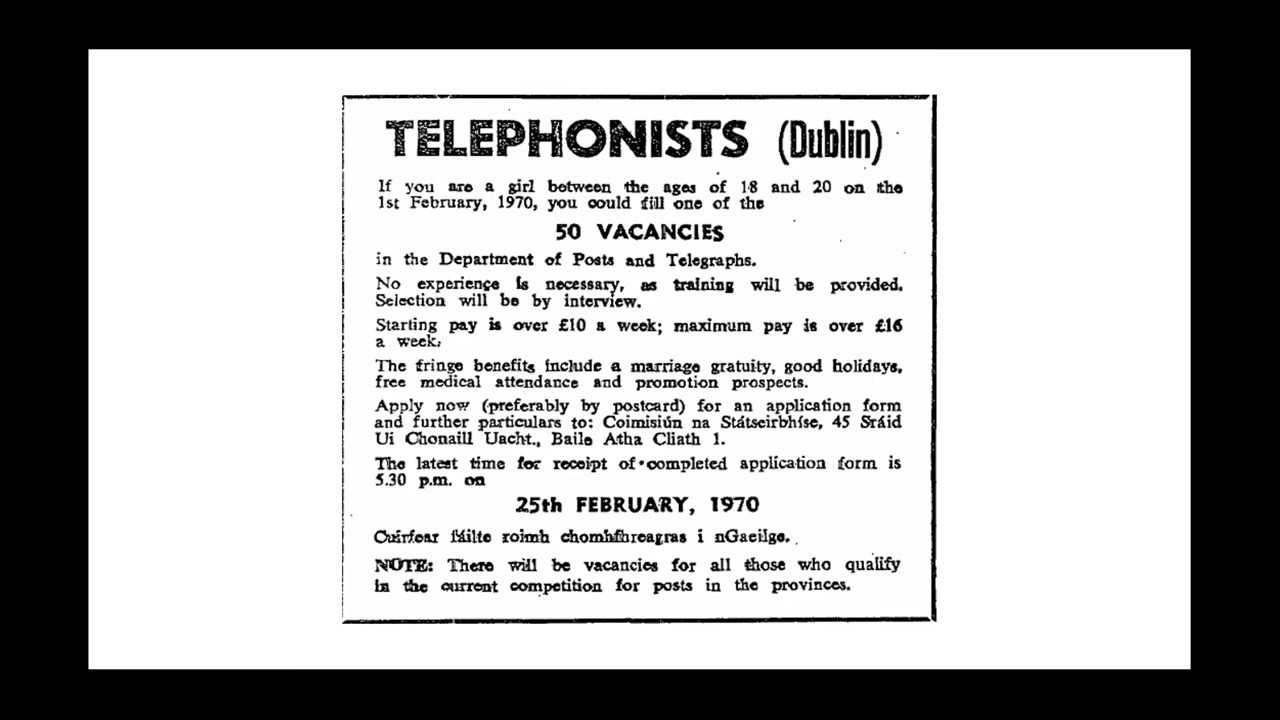 TELEPHONISTS (Dublin)
If you are a girl between the ages of 18 and 20 on the
1st February, 1970, you could fill one of the
50 VACANCIES
in the Department of Posts and Telegraphs.
No experience is necessary, as training will be provided.
Selection will be by interview.
Starting pay is over £10 a week; maximum pay is over £16
a week.
The fringe benefits include a marriage gratuity, good holidays,
free medical attendance and promotion prospects.
Apply now (preferably by postcard) for an application form
and further particulars to: Coimisiún na Státseirbhíse, 45 Sráid
Ui Chonaill Uacht., Baile Atha Cliath 1.
The latest time for receipt of completed application form is
5.30 p.m. on
25th FEBRUARY, 1970
Cuirfear fáilte roimh chomhfhreagras i nGaeilge.
NOTE: There will be vacancies for all those who qualify
in the current competition for posts in the provinces.